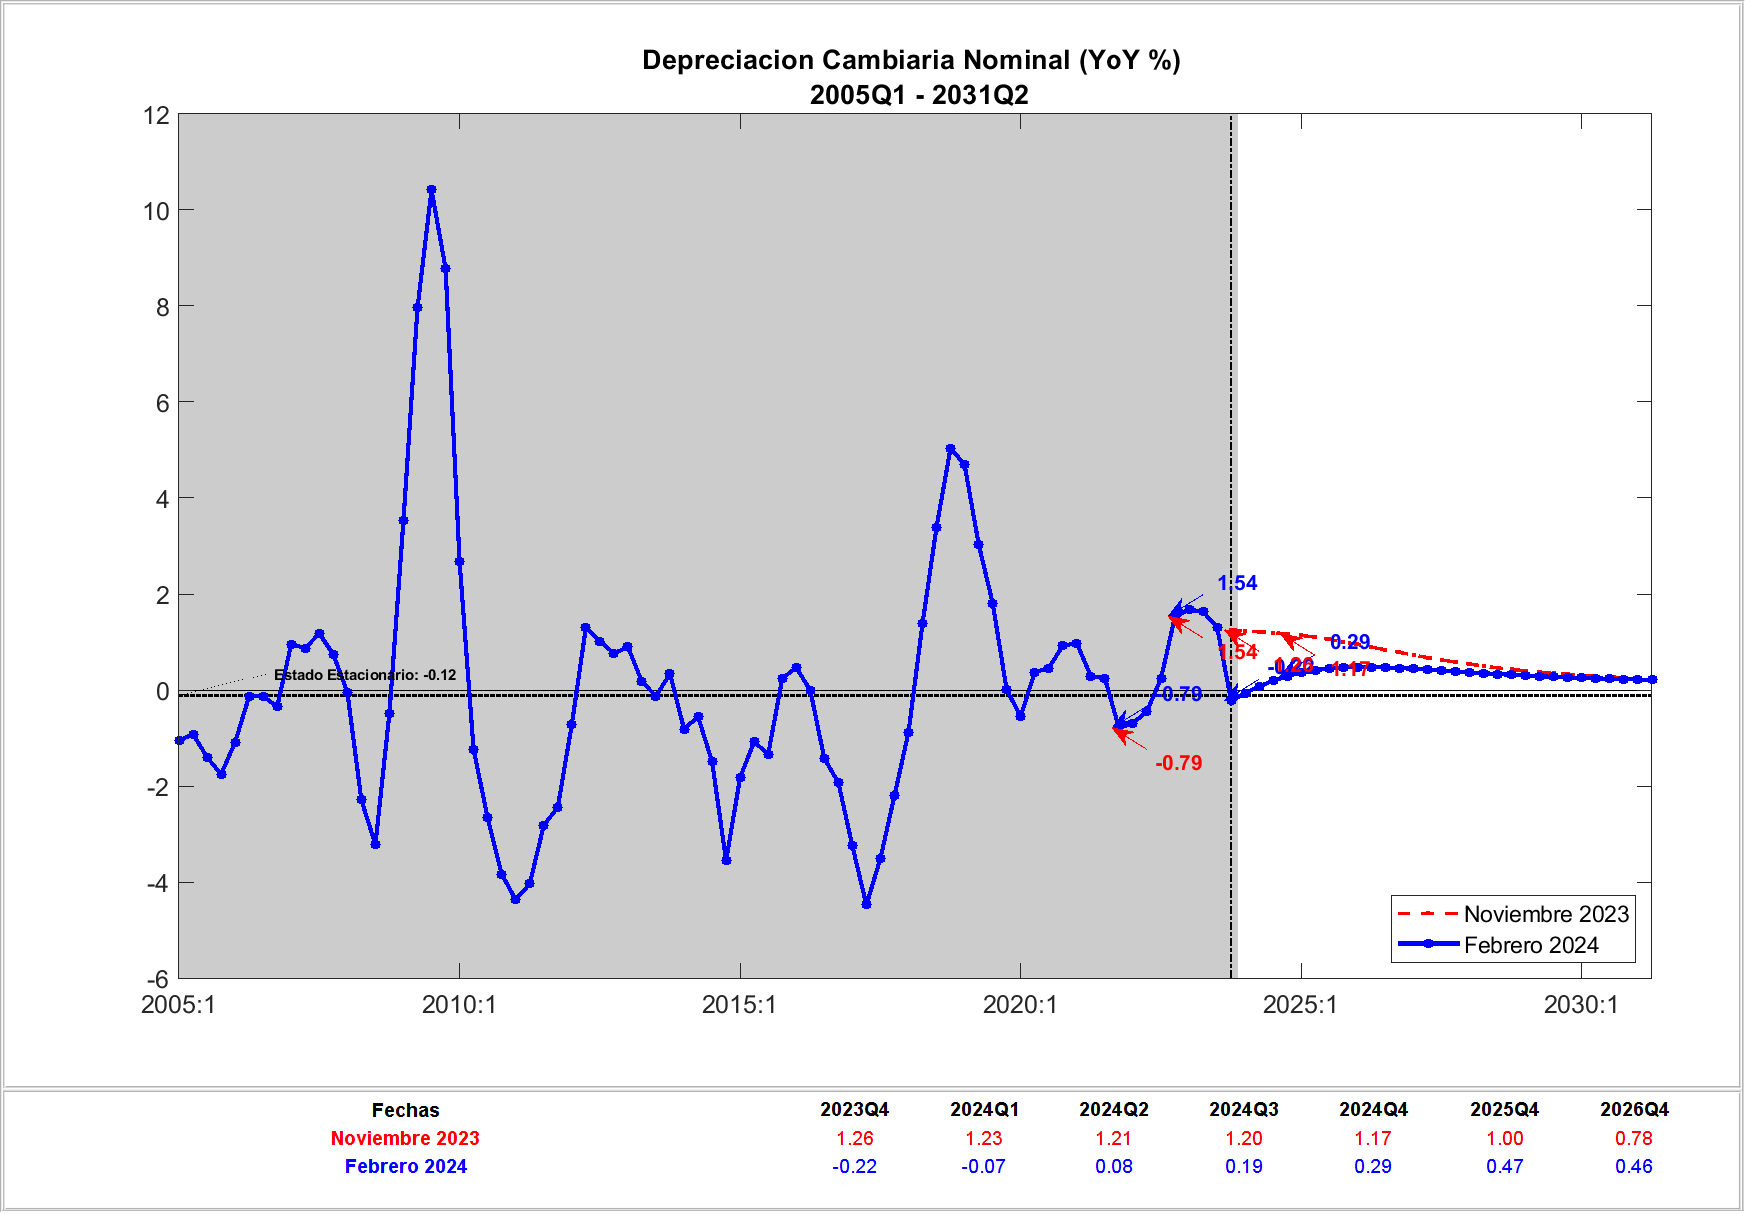 Depreciacion Cambiaria Nominal (YoY %)
2005Q1 - 2031Q2
12
10
8
6
4
2
0
-2
-4
-6
2005:1
2010:1
2015:1
2020:1
2025:1
2030:1
Estado Estacionario: -0.12
1.54
1.54
0.29
1.17
-0.79
-0.79
Noviembre 2023
Febrero 2024
Fechas 2023Q4 2024Q1 2024Q2 2024Q3 2024Q4 2025Q4 2026Q4
Noviembre 2023 1.26 1.23 1.21 1.20 1.17 1.00 0.78
Febrero 2024 -0.22 -0.07 0.08 0.19 0.29 0.47 0.46